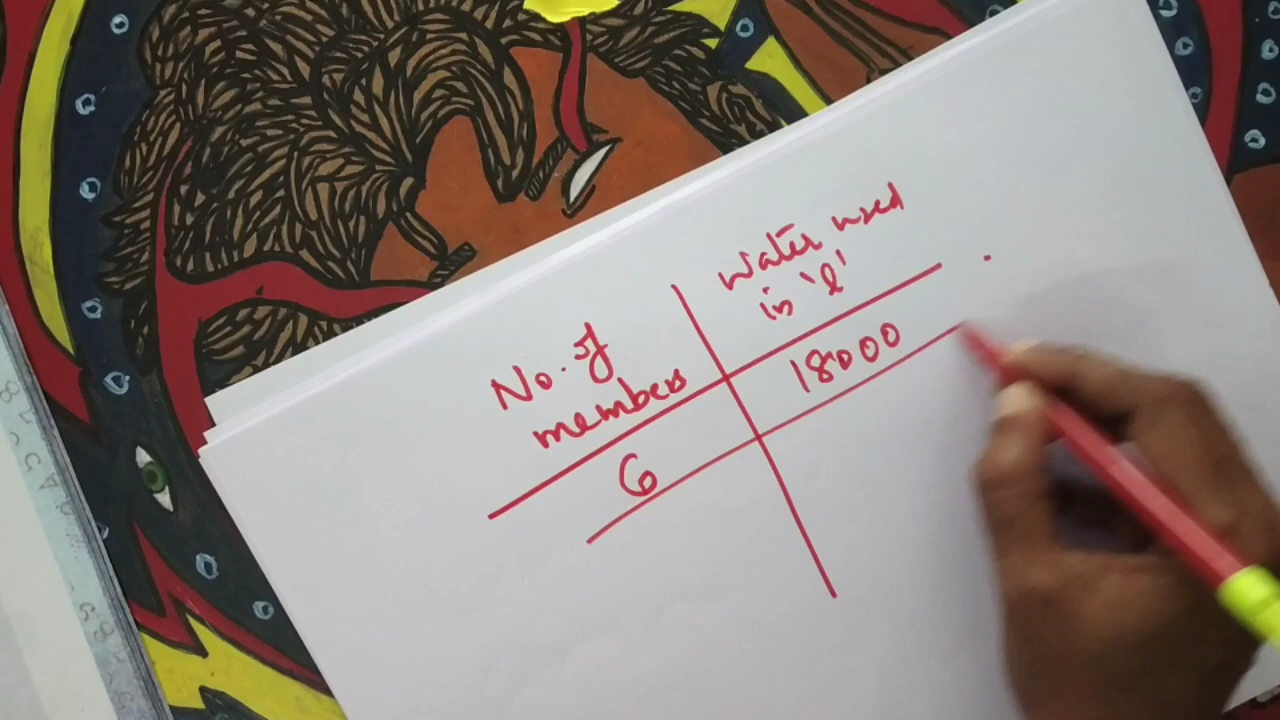 No. of
members
Water used
in 'l'
6
18000